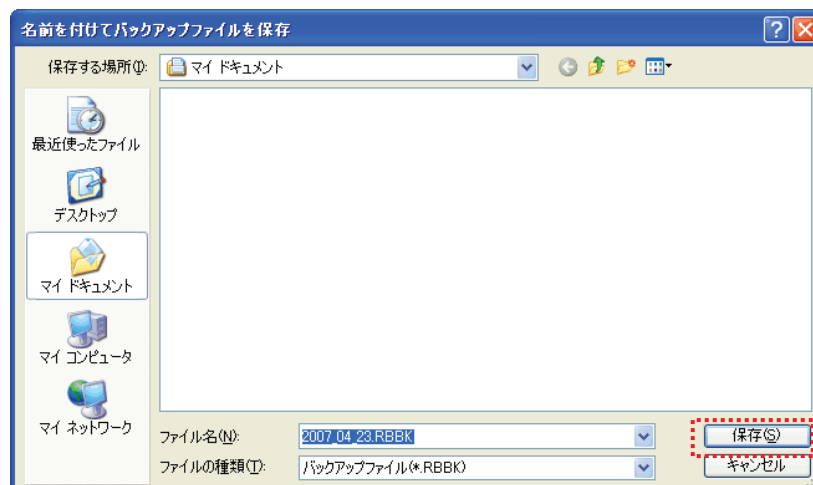 名前を付けてバックアップファイルを保存
保存する場所(I):
マイ ドキュメント
最近使ったファイル
デスクトップ
マイ ドキュメント
マイ コンピュータ
マイ ネットワーク
ファイル名(N):
2007_04_23.RBBK
保存(S)
ファイルの種類(T):
バックアップファイル(*.RBBK)
キャンセル